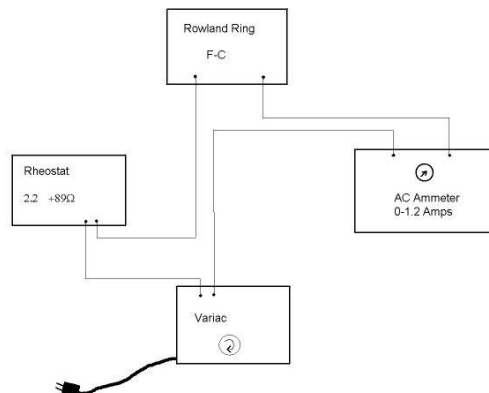 Rowland Ring
F-C
Rheostat
2.2 +89Ω
AC Ammeter
0-1.2 Amps
Variac